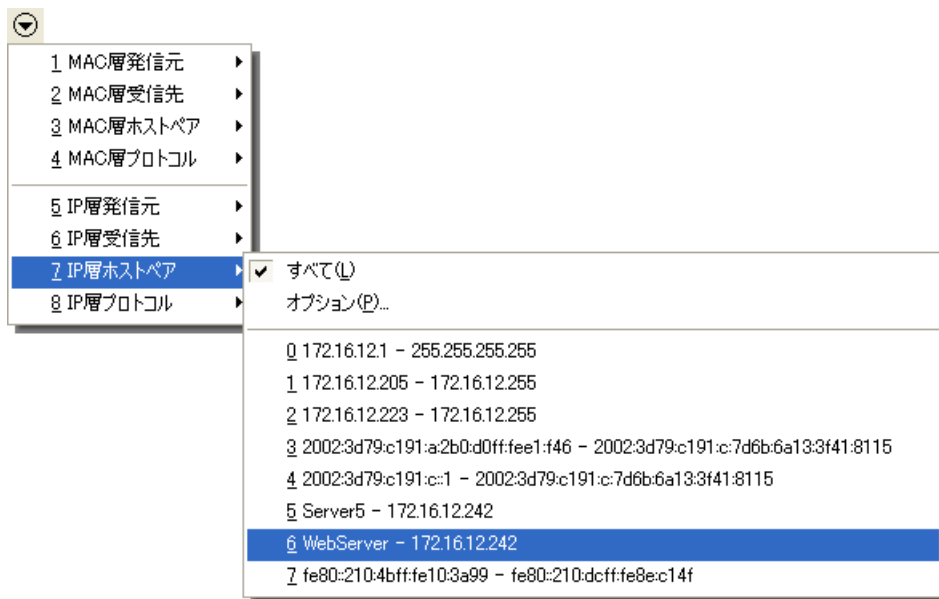 1 MAC層発信元
2 MAC層受信先
3 MAC層ホストペア
4 MAC層プロトコル
5 IP層発信元
6 IP層受信先
7 IP層ホストペア
8 IP層プロトコル
すべて(L)
オプション(P)...
0 172.16.12.1 - 255.255.255.255
1 172.16.12.205 - 172.16.12.255
2 172.16.12.223 - 172.16.12.255
3 2002:3d79:c191:a:2b0:d0ff:fee1:f46 - 2002:3d79:c191:c:7d6b:6a13:3f41:8115
4 2002:3d79:c191:c::1 - 2002:3d79:c191:c:7d6b:6a13:3f41:8115
5 Server5 - 172.16.12.242
6 WebServer - 172.16.12.242
7 fe80::210:4bff:fe10:3a99 - fe80::210:dcff:fe8e:c14f